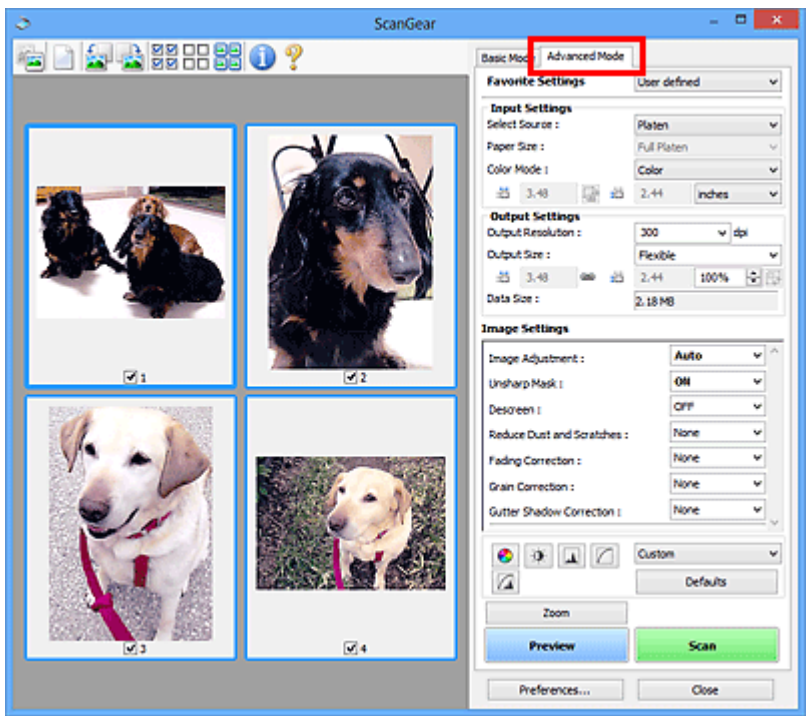 ScanGear
Basic Mode
Advanced Mode
Favorite Settings
User defined
Input Settings
Select Source :
Platen
Paper Size :
Full Platen
Color Mode :
Color
3.48
2.44
inches
Output Settings
Output Resolution :
300
dpi
Output Size :
Flexible
3.48
2.44
100%
Data Size :
2.18 MB
Image Settings
Image Adjustment :
Auto
Unsharp Mask :
ON
Descreen :
OFF
Reduce Dust and Scratches :
None
Fading Correction :
None
Grain Correction :
None
Gutter Shadow Correction :
None
Custom
Defaults
Zoom
Preview
Scan
Preferences...
Close
1
2
3
4